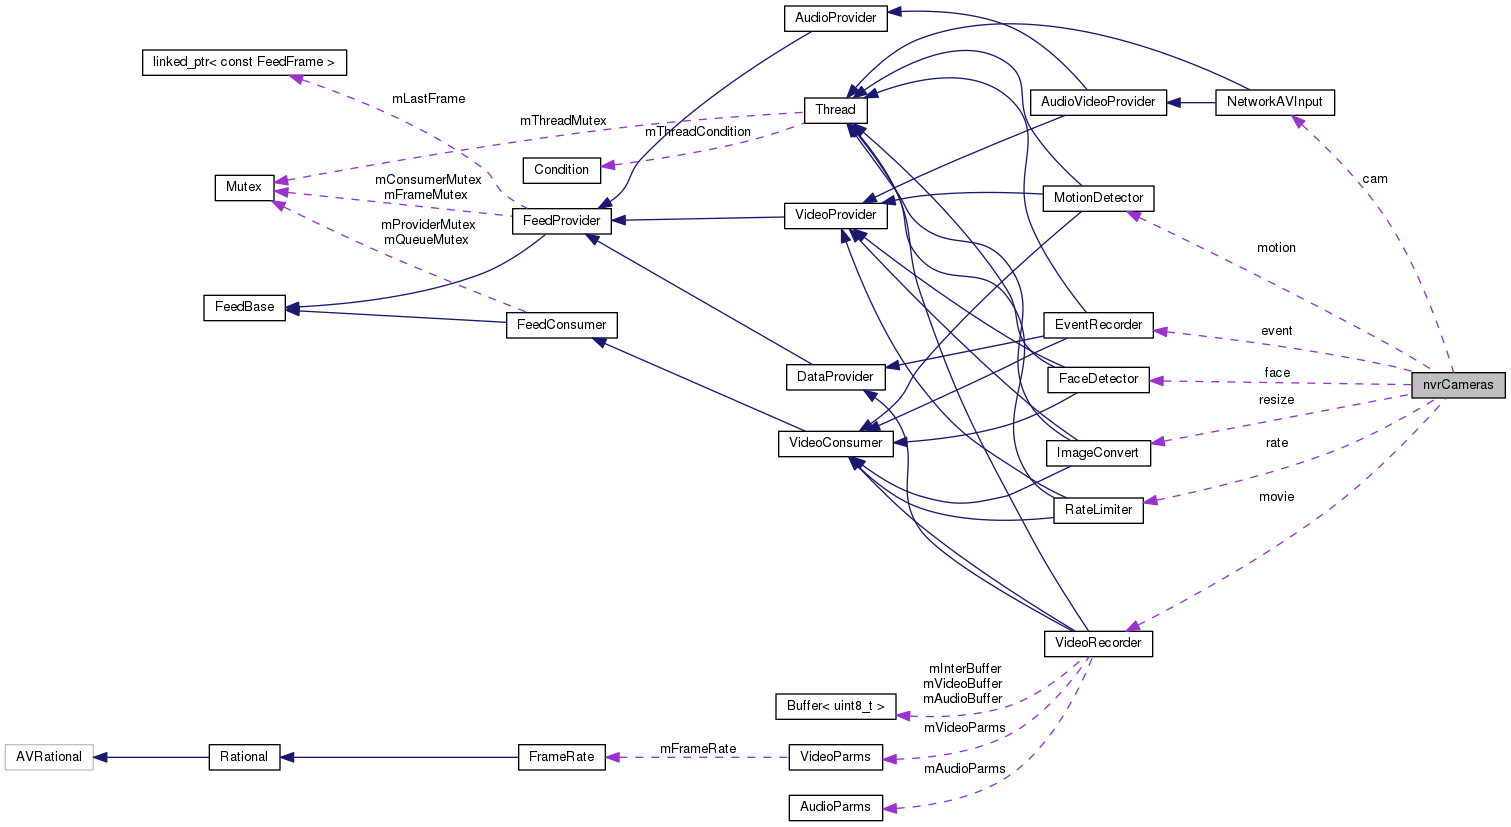 AudioProvider
linked_ptr< const FeedFrame >
mLastFrame
Thread
AudioVideoProvider
NetworkAVInput
mThreadMutex
mThreadCondition
Condition
cam
Mutex
mConsumerMutex
mFrameMutex
MotionDetector
FeedProvider
VideoProvider
mProviderMutex
mQueueMutex
motion
FeedBase
FeedConsumer
EventRecorder
event
DataProvider
FaceDetector
face
nvrCameras
resize
VideoConsumer
ImageConvert
rate
RateLimiter
movie
VideoRecorder
mInterBuffer
mVideoBuffer
mAudioBuffer
Buffer< uint8_t >
mVideoParms
AVRational
Rational
FrameRate
mFrameRate
VideoParms
mAudioParms
AudioParms